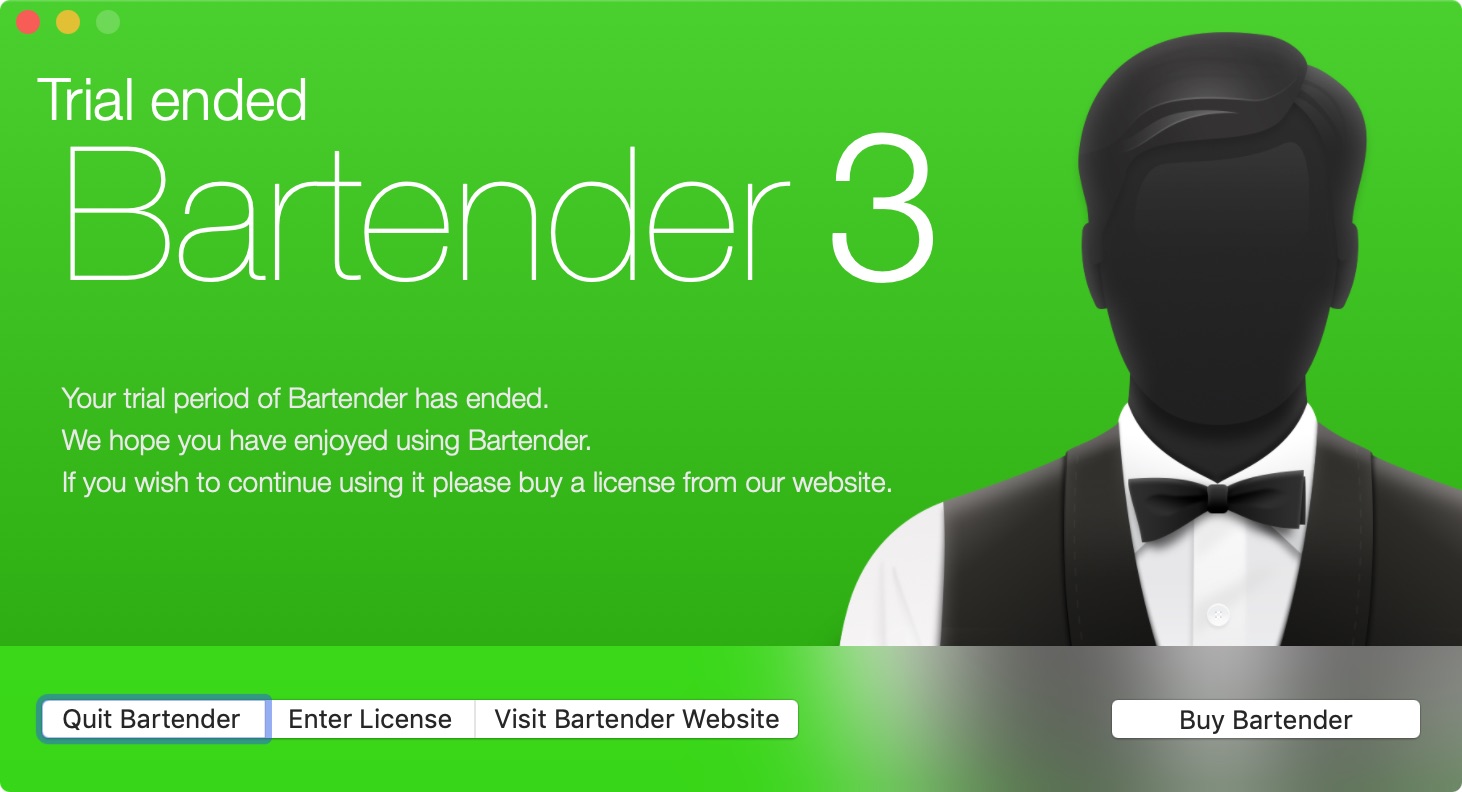 Trial ended
Bartender 3
Your trial period of Bartender has ended.
We hope you have enjoyed using Bartender.
If you wish to continue using it please buy a license from our website.
Quit Bartender
Enter License
Visit Bartender Website
Buy Bartender